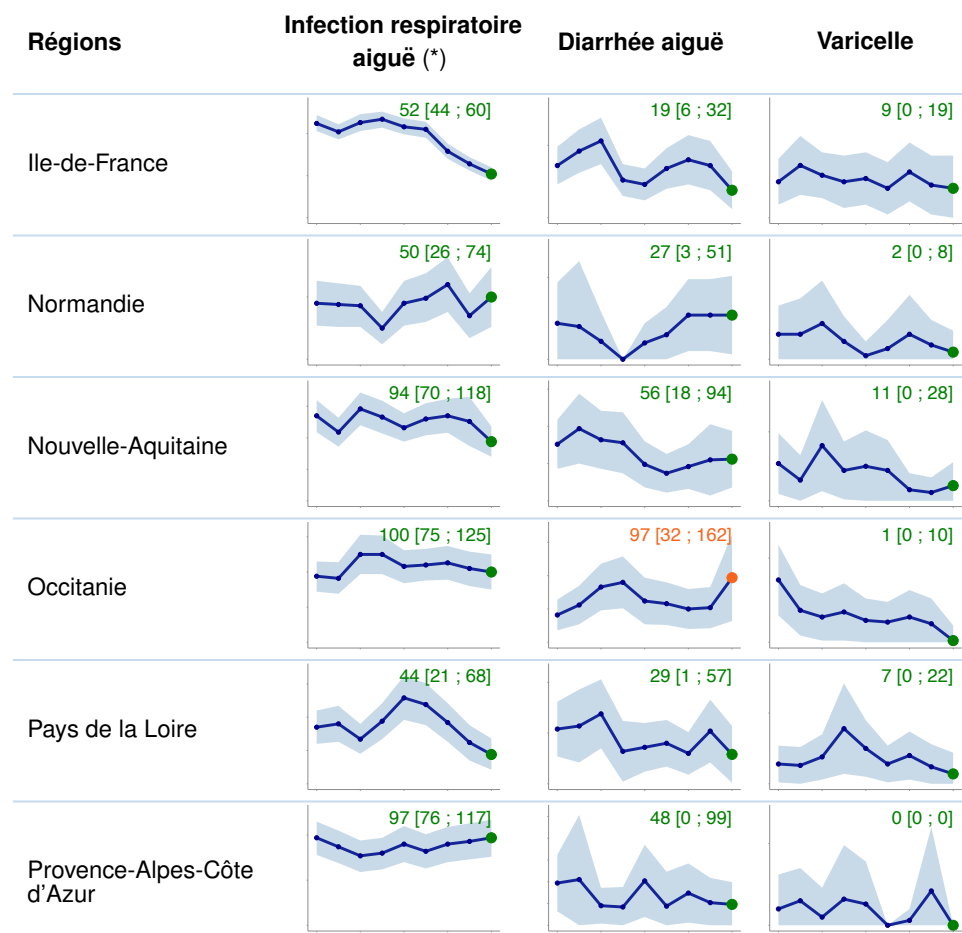 Régions
Infection respiratoire
aiguë (*)
Diarrhée aiguë
Varicelle
Ile-de-France
52 [44 ; 60]
19 [6 ; 32]
9 [0 ; 19]
Normandie
50 [26 ; 74]
27 [3 ; 51]
2 [0 ; 8]
Nouvelle-Aquitaine
94 [70 ; 118]
56 [18 ; 94]
11 [0 ; 28]
Occitanie
100 [75 ; 125]
97 [32 ; 162]
1 [0 ; 10]
Pays de la Loire
44 [21 ; 68]
29 [1 ; 57]
7 [0 ; 22]
Provence-Alpes-Côte
d'Azur
97 [76 ; 117]
48 [0 ; 99]
0 [0 ; 0]